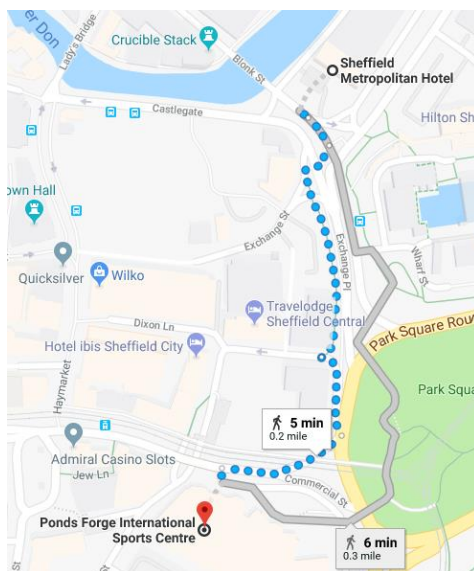 er Don
Lady's Bridge
Crucible Stack
Blonk St
Sheffield
Metropolitan Hotel
Castlegate
Hilton Sh
own Hall
Exchange St
Exchange Pl
Wharf St
Quicksilver
Wilko
Travelodge
Sheffield Central
Dixon Ln
Park Square Rou
Hotel ibis Sheffield City
Haymarket
Park Squa
5 min
0.2 mile
Admiral Casino Slots
Jew Ln
Commercial St
Ponds Forge International
Sports Centre
6 min
0.3 mile